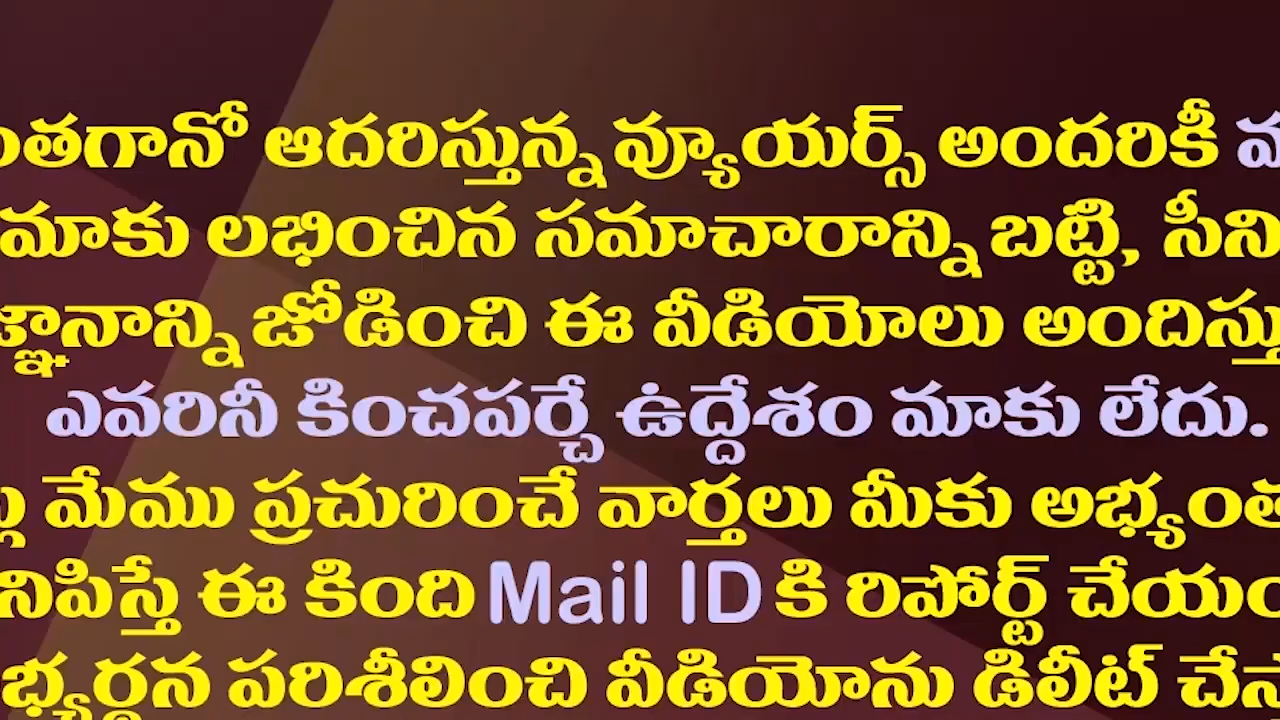 ంతగానో ఆదరిస్తున్న వ్యూయర్స్ అందరికీ
మాకు లభించిన సమాచారాన్ని బట్టి, సీని
జ్ఞానాన్ని జోడించి ఈ వీడియోలు అందిస్తు
ఎవరినీ కించపర్చే ఉద్దేశం మాకు లేదు.
మేము ప్రచురించే వార్తలు మీకు అభ్యంత
నిపిస్తే ఈ కింది Mail ID కి రిపోర్ట్ చేయం
భ్యర్థన పరిశీలించి వీడియోను డిలీట్ చేస